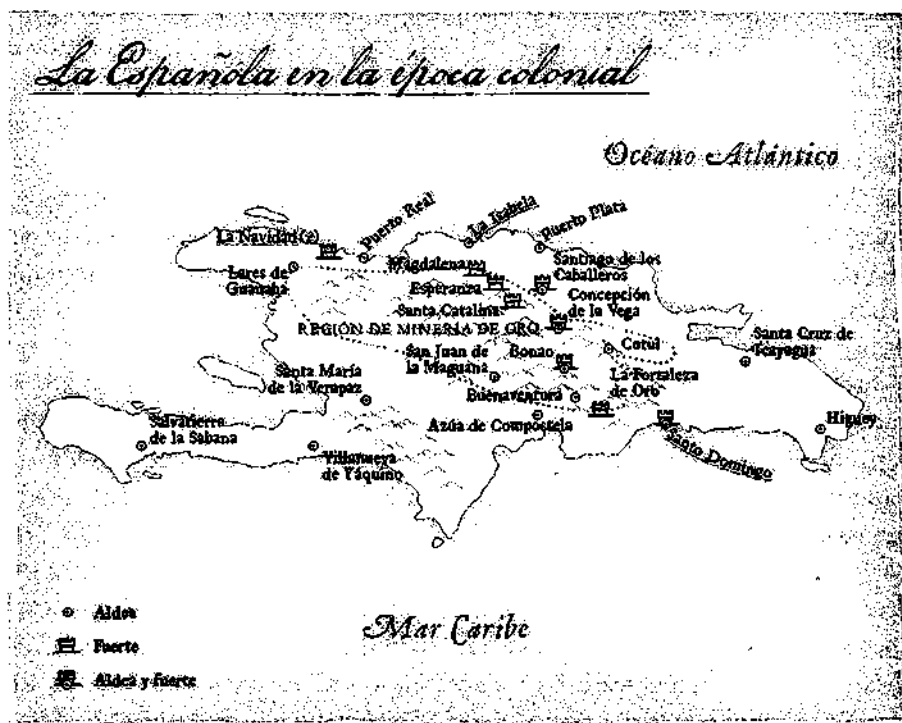 La Española en la época colonial
Océano Atlántico
Puerto Real
La Isabela
Puerto Plata
La Navidad (?)
Magdalena
Santiago de los
Caballeros
Lares de
Guahaba
Esperanza
Concepción
de la Vega
Santa Catalina
REGIÓN DE MINERÍA DE ORO
Santa Cruz de
Icayagua
Cotuí
San Juan de
la Maguana
Bonao
Santa María
de la Verapaz
La Fortaleza
de Oro
Buenaventura
Salvatierra
de la Sabana
Azúa de Compostela
Higüey
Santo Domingo
Villanueva
de Yáquino
Aldea
Fuerte
Aldea y fuerte
Mar Caribe